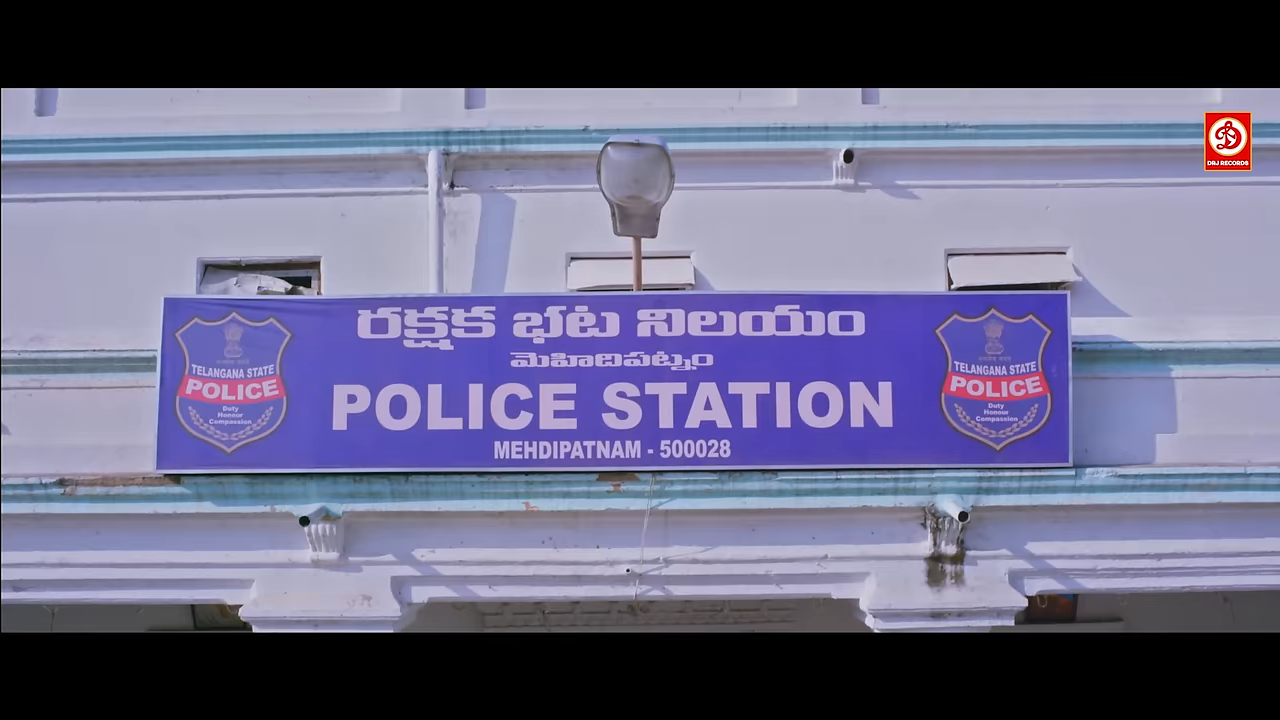 DRJ RECORDS
రక్షక భట నిలయం
మెహిదిపట్నం
POLICE STATION
MEHDIPATNAM - 500028
TELANGANA STATE
POLICE
Duty
Honour
Compassion
TELANGANA STATE
POLICE
Duty
Honour
Compassion